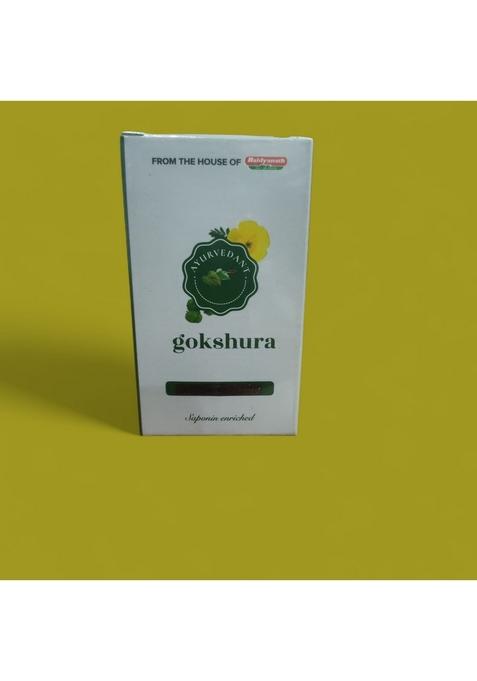 FROM THE HOUSE OF Baidyanath
AYURVEDANT
gokshura
Saponin enriched